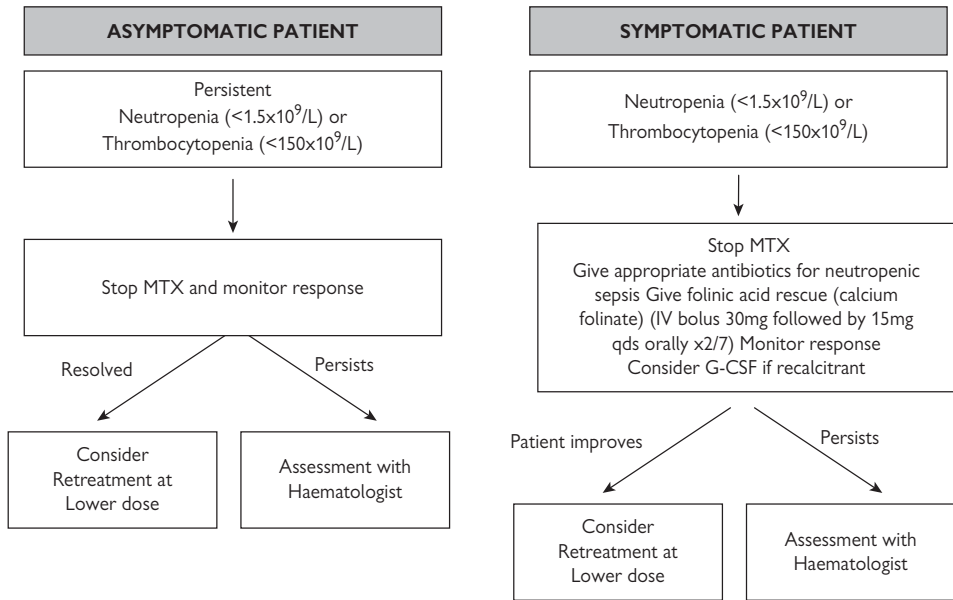 ASYMPTOMATIC PATIENT
Persistent
Neutropenia (<1.5x10⁹/L) or
Thrombocytopenia (<150x10⁹/L)
Stop MTX and monitor response
Resolved
Persists
Consider
Retreatment at
Lower dose
Assessment with
Haematologist
SYMPTOMATIC PATIENT
Neutropenia (<1.5x10⁹/L) or
Thrombocytopenia (<150x10⁹/L)
Stop MTX
Give appropriate antibiotics for neutropenic
sepsis Give folinic acid rescue (calcium
folinate) (IV bolus 30mg followed by 15mg
qds orally x2/7) Monitor response
Consider G-CSF if recalcitrant
Patient improves
Persists
Consider
Retreatment at
Lower dose
Assessment with
Haematologist